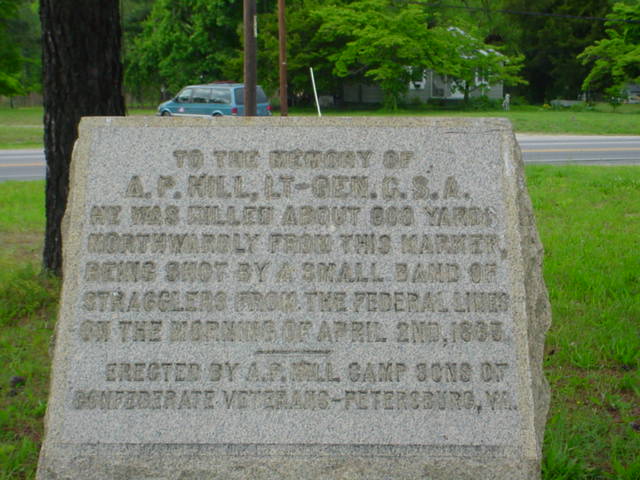 TO THE MEMORY OF
A. P. HILL, LT-GEN. C. S. A.
HE WAS KILLED ABOUT 600 YARDS
NORTHWARDLY FROM THIS MARKER,
BEING SHOT BY A SMALL BAND OF
STRAGGLERS FROM THE FEDERAL LINES
ON THE MORNING OF APRIL 2ND, 1865
ERECTED BY A. P. HILL CAMP SONS OF
CONFEDERATE VETERANS-PETERSBURG, VA.